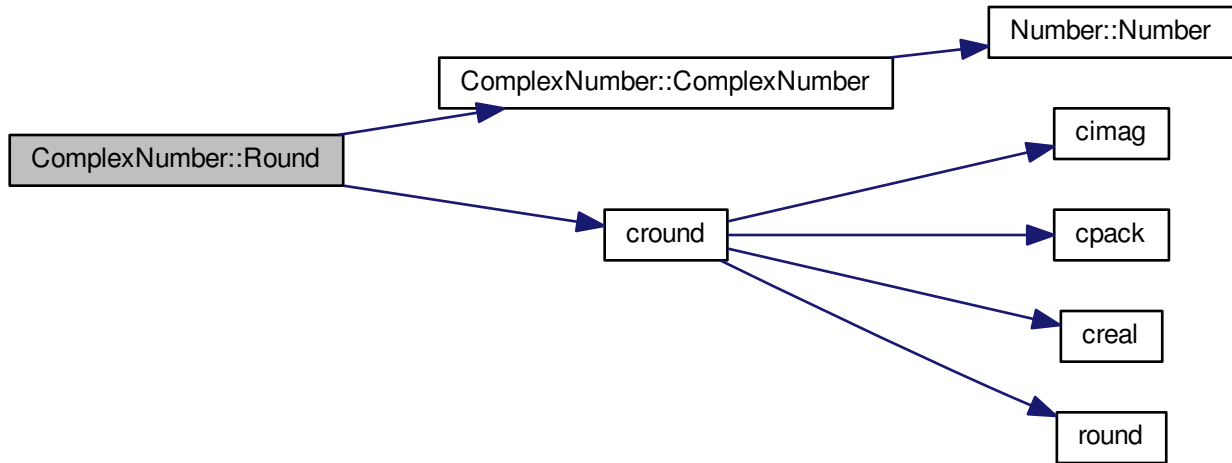 Number::Number
ComplexNumber::ComplexNumber
cimag
ComplexNumber::Round
cround
cpack
creal
round